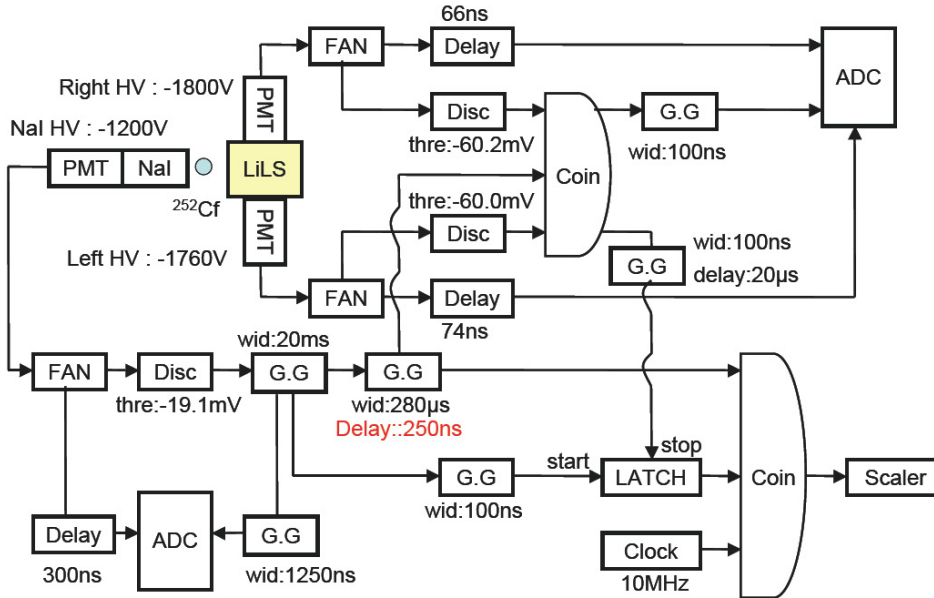 66ns
FAN
Delay
ADC
Right HV : -1800V
PMT
Disc
G.G
thre:-60.2mV
wid:100ns
NaI HV : -1200V
PMT
NaI
LiLS
Coin
252Cf
thre:-60.0mV
PMT
Disc
Left HV : -1760V
G.G
wid:100ns
delay:20μs
FAN
Delay
74ns
wid:20ms
FAN
Disc
G.G
G.G
thre:-19.1mV
wid:280μs
Delay::250ns
start
stop
G.G
LATCH
Coin
Scaler
wid:100ns
Delay
ADC
G.G
Clock
300ns
wid:1250ns
10MHz